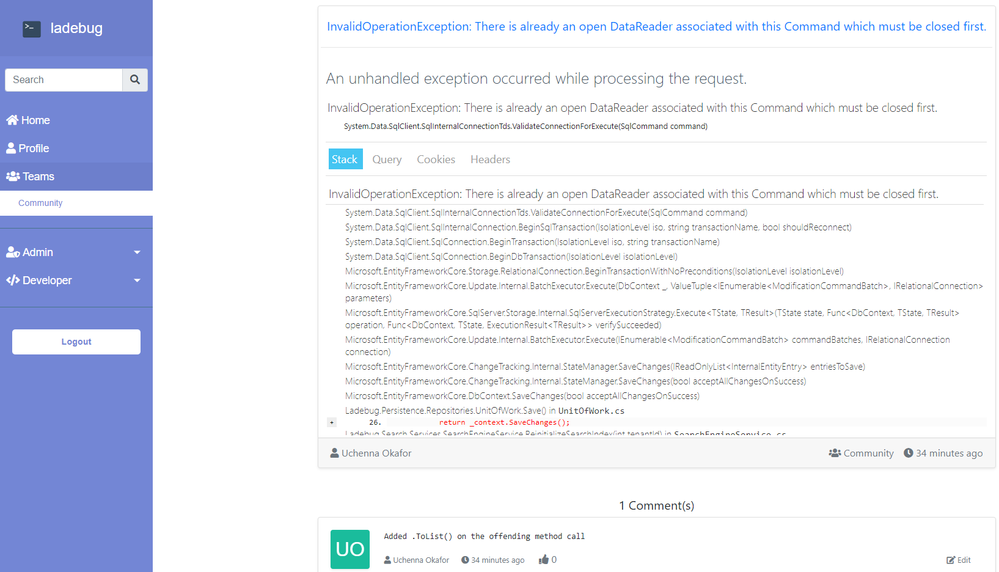 >_ ladebug
Search
Home
Profile
Teams
Community
Admin
Developer
Logout
InvalidOperationException: There is already an open DataReader associated with this Command which must be closed first.
An unhandled exception occurred while processing the request.
InvalidOperationException: There is already an open DataReader associated with this Command which must be closed first.
System.Data.SqlClient.SqlInternalConnectionTds.ValidateConnectionForExecute(SqlCommand command)
Stack Query Cookies Headers
InvalidOperationException: There is already an open DataReader associated with this Command which must be closed first.
System.Data.SqlClient.SqlInternalConnectionTds.ValidateConnectionForExecute(SqlCommand command)
System.Data.SqlClient.SqlInternalConnection.BeginSqlTransaction(IsolationLevel iso, string transactionName, bool shouldReconnect)
System.Data.SqlClient.SqlConnection.BeginTransaction(IsolationLevel iso, string transactionName)
System.Data.SqlClient.SqlConnection.BeginDbTransaction(IsolationLevel isolationLevel)
Microsoft.EntityFrameworkCore.Storage.RelationalConnection.BeginTransactionWithNoPreconditions(IsolationLevel isolationLevel)
Microsoft.EntityFrameworkCore.Update.Internal.BatchExecutor.Execute(DbContext _, ValueTuple<IEnumerable<ModificationCommandBatch>, IRelationalConnection>
parameters)
Microsoft.EntityFrameworkCore.SqlServer.Storage.Internal.SqlServerExecutionStrategy.Execute<TState, TResult>(TState state, Func<DbContext, TState, TResult>
operation, Func<DbContext, TState, ExecutionResult<TResult>> verifySucceeded)
Microsoft.EntityFrameworkCore.Update.Internal.BatchExecutor.Execute(IEnumerable<ModificationCommandBatch> commandBatches, IRelationalConnection
connection)
Microsoft.EntityFrameworkCore.ChangeTracking.Internal.StateManager.SaveChanges(IReadOnlyList<InternalEntityEntry> entriesToSave)
Microsoft.EntityFrameworkCore.ChangeTracking.Internal.StateManager.SaveChanges(bool acceptAllChangesOnSuccess)
Microsoft.EntityFrameworkCore.DbContext.SaveChanges(bool acceptAllChangesOnSuccess)
Ladebug.Persistence.Repositories.UnitOfWork.Save() in UnitOfWork.cs
+ 26. return _context.SaveChanges();
Ladebug.Search.Services.SearchEngineService.ReinitializeSearchIndex(int tenantId) in SearchEngineService.cs
Uchenna Okafor Community 34 minutes ago
1 Comment(s)
UO
Added .ToList() on the offending method call
Uchenna Okafor 34 minutes ago 0 Edit